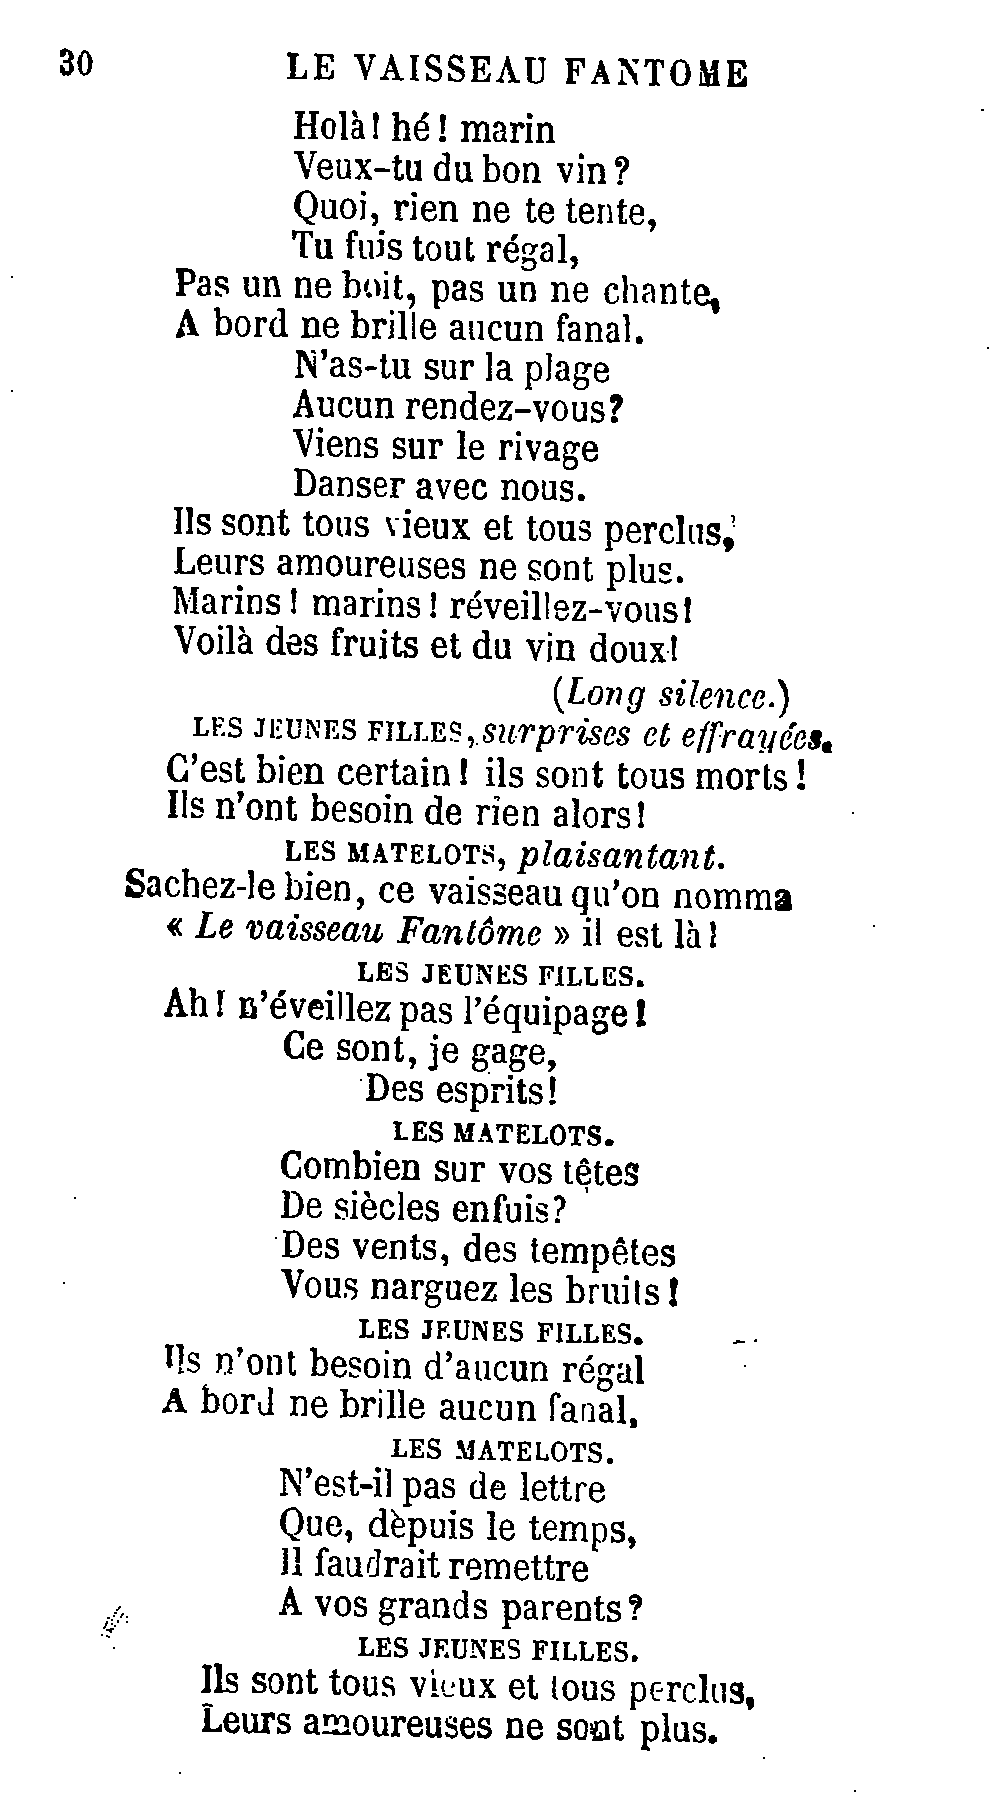 30
LE VAISSEAU FANTOME
Holà! hé! marin
Veux-tu du bon vin?
Quoi, rien ne te tente,
Tu fuis tout régal,
Pas un ne boit, pas un ne chante,
A bord ne brille aucun fanal.
N'as-tu sur la plage
Aucun rendez-vous?
Viens sur le rivage
Danser avec nous.
Ils sont tous vieux et tous perclus,
Leurs amoureuses ne sont plus.
Marins! marins! réveillez-vous!
Voilà des fruits et du vin doux!
(Long silence.)
LES JEUNES FILLES, surprises et effrayées.
C'est bien certain! ils sont tous morts!
Ils n'ont besoin de rien alors!
LES MATELOTS, plaisantant.
Sachez-le bien, ce vaisseau qu'on nomma
« Le vaisseau Fantôme » il est là!
LES JEUNES FILLES.
Ah! n'éveillez pas l'équipage!
Ce sont, je gage,
Des esprits!
LES MATELOTS.
Combien sur vos têtes
De siècles enfuis?
Des vents, des tempêtes
Vous narguez les bruits!
LES JEUNES FILLES.
Ils n'ont besoin d'aucun régal
A bord ne brille aucun fanal,
LES MATELOTS.
N'est-il pas de lettre
Que, dèpuis le temps,
Il faudrait remettre
A vos grands parents?
LES JEUNES FILLES.
Ils sont tous vieux et tous perclus,
Leurs amoureuses ne sont plus.